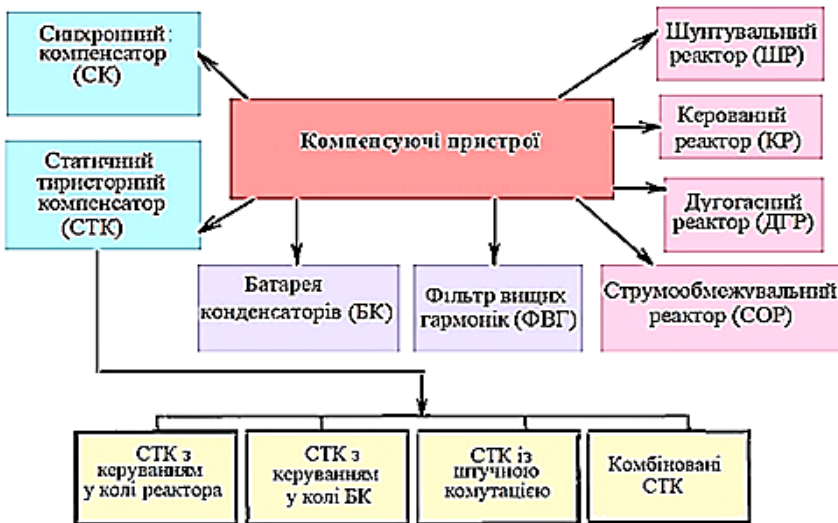 Синхронний
компенсатор
(СК)
Шунтувальний
реактор (ШР)
Компенсуючі пристрої
Керований
реактор (КР)
Статичний
тиристорний
компенсатор
(СТК)
Дугогасний
реактор (ДГР)
Батарея
конденсаторів (БК)
Фільтр вищих
гармонік (ФВГ)
Струмообмежувальний
реактор (СОР)
СТК з
керуванням
у колі реактора
СТК з
керуванням
у колі БК
СТК із
штучною
комутацією
Комбіновані
СТК